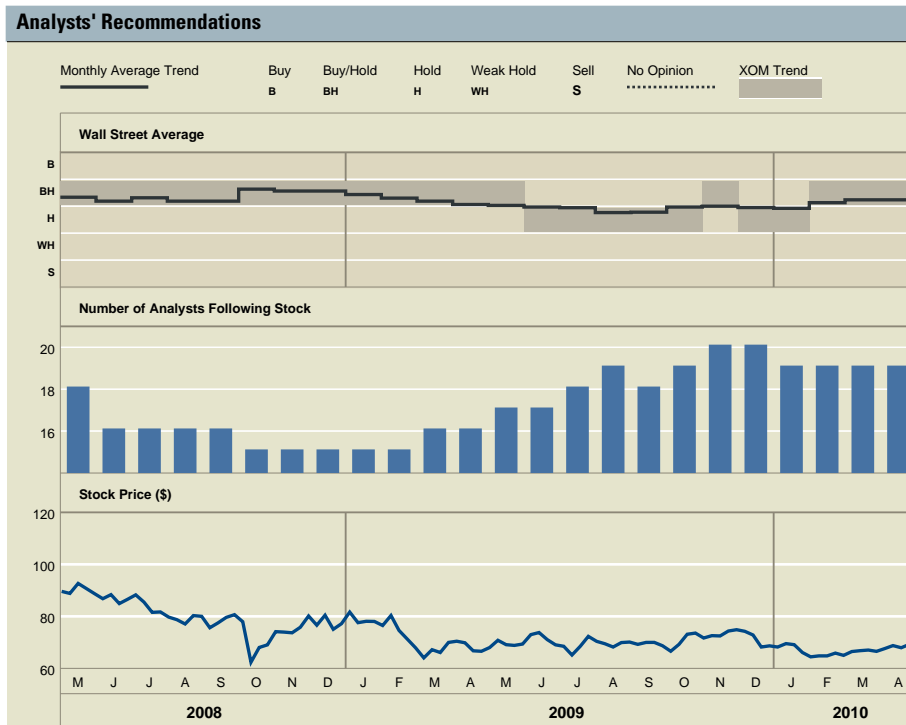 Analysts' Recommendations
Monthly Average Trend Buy Buy/Hold Hold Weak Hold Sell No Opinion XOM Trend
B BH H WH S
Wall Street Average
B
BH
H
WH
S
Number of Analysts Following Stock
20
18
16
Stock Price ($)
120
100
80
60
M J J A S O N D J F M A M J J A S O N D J F M A
2008 2009 2010